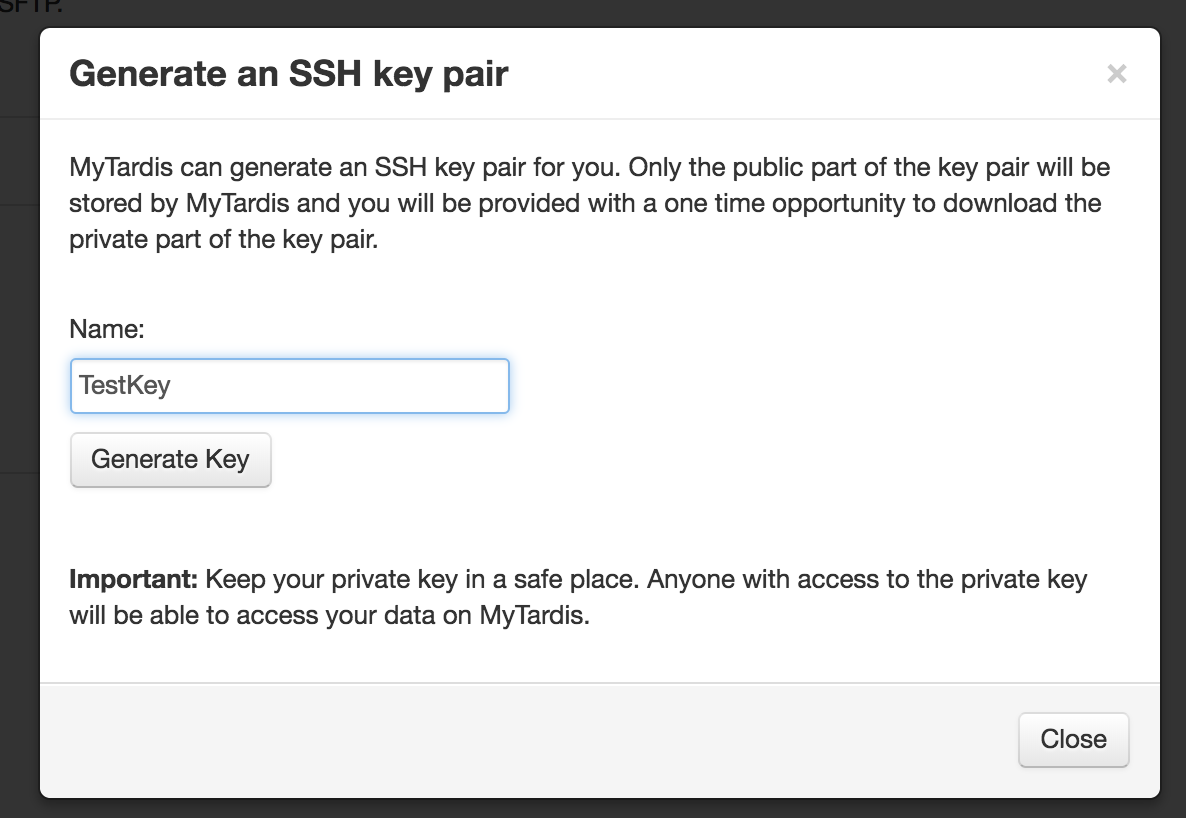 SFTP.
Generate an SSH key pair
×
MyTardis can generate an SSH key pair for you. Only the public part of the key pair will be
stored by MyTardis and you will be provided with a one time opportunity to download the
private part of the key pair.
Name:
TestKey
Generate Key
Important: Keep your private key in a safe place. Anyone with access to the private key
will be able to access your data on MyTardis.
Close